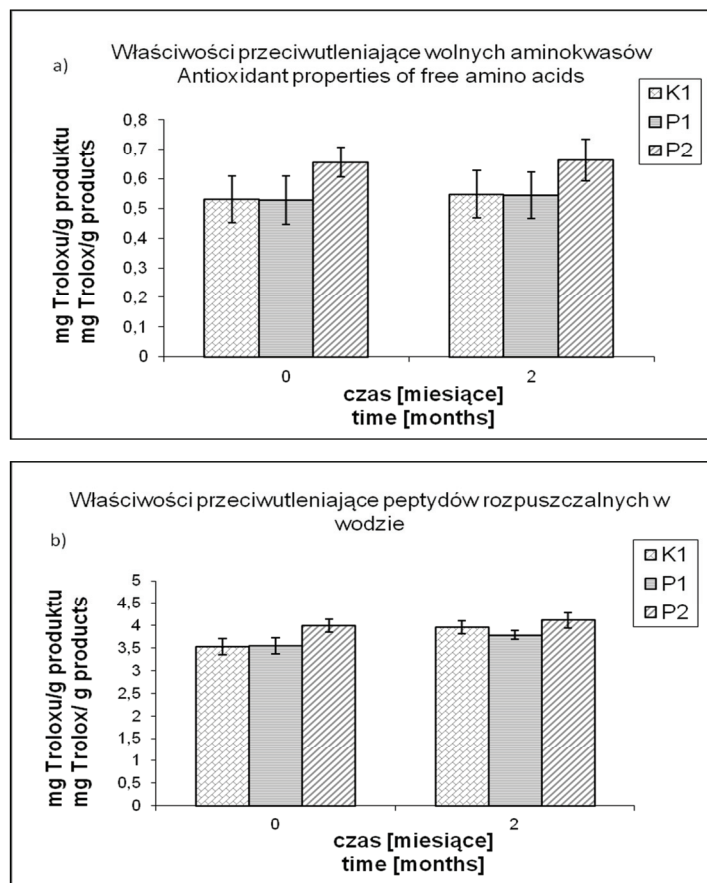 a)
Właściwości przeciwutleniające wolnych aminokwasów
Antioxidant properties of free amino acids
K1
P1
P2
mg Troloxu/g produktu
mg Trolox/g products
0,8
0,7
0,6
0,5
0,4
0,3
0,2
0,1
0
0
2
czas [miesiące]
time [months]
b)
Właściwości przeciwutleniające peptydów rozpuszczalnych w
wodzie
K1
P1
P2
mg Troloxu/g produktu
mg Trolox/ g products
5
4,5
4
3,5
3
2,5
2
1,5
1
0,5
0
0
2
czas [miesiące]
time [months]